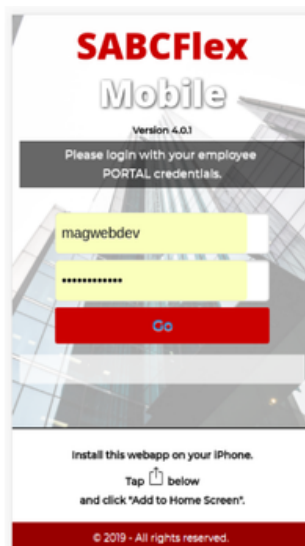 SABCFlex
Mobile
Version 4.0.1
Please login with your employee
PORTAL credentials.
magwebdev
••••••••••••
Go
Install this webapp on your iPhone.
Tap below
and click "Add to Home Screen".
© 2019 - All rights reserved.